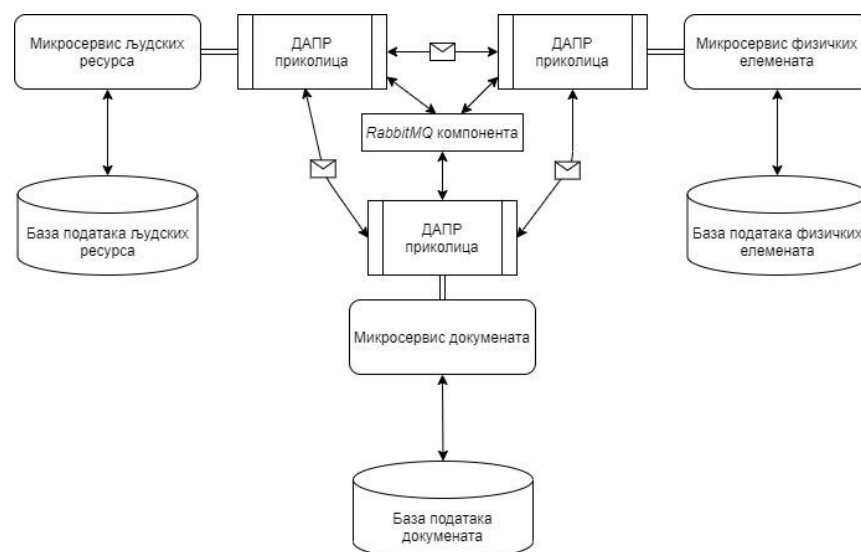 Микросервис људских
ресурса
ДАПР
приколица
ДАПР
приколица
Микросервис физичких
елемената
RabbitMQ компонента
База података људских
ресурса
ДАПР
приколица
База података физичких
елемената
Микросервис докумената
База података
докумената